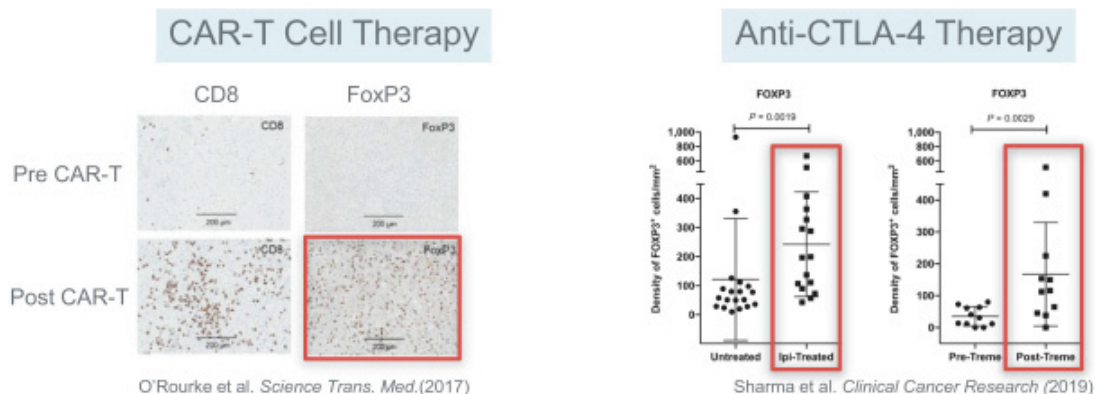 CAR-T Cell Therapy
CD8
FoxP3
Pre CAR-T
CD8
200 µm
FoxP3
200 µm
Post CAR-T
CD8
200 µm
FoxP3
200 µm
O'Rourke et al. Science Trans. Med.(2017)
Anti-CTLA-4 Therapy
FOXP3
P = 0.0019
Density of FOXP3⁺ cells/mm²
1,000
800
600
400
300
200
100
0
Untreated
Ipi-Treated
FOXP3
P = 0.0029
Density of FOXP3⁺ cells/mm²
1,000
800
600
400
300
200
100
0
Pre-Treme
Post-Treme
Sharma et al. Clinical Cancer Research (2019)